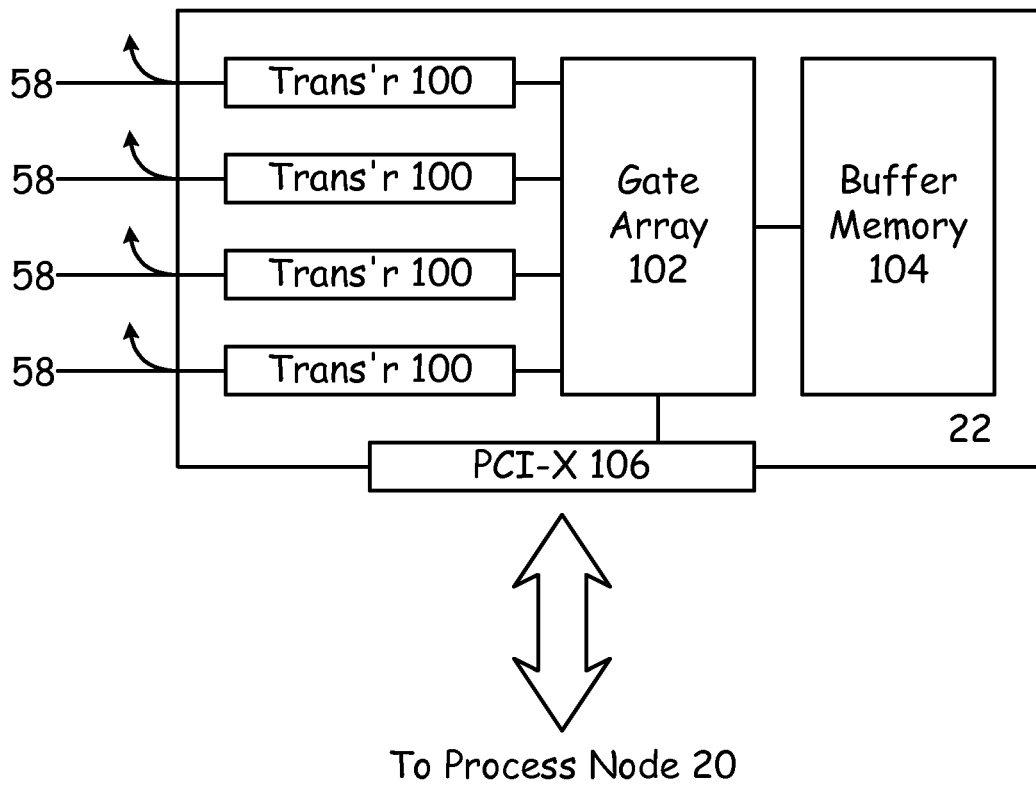 58
Trans'r 100
58
Trans'r 100
58
Trans'r 100
58
Trans'r 100
Gate
Array
102
Buffer
Memory
104
22
PCI-X 106
To Process Node 20